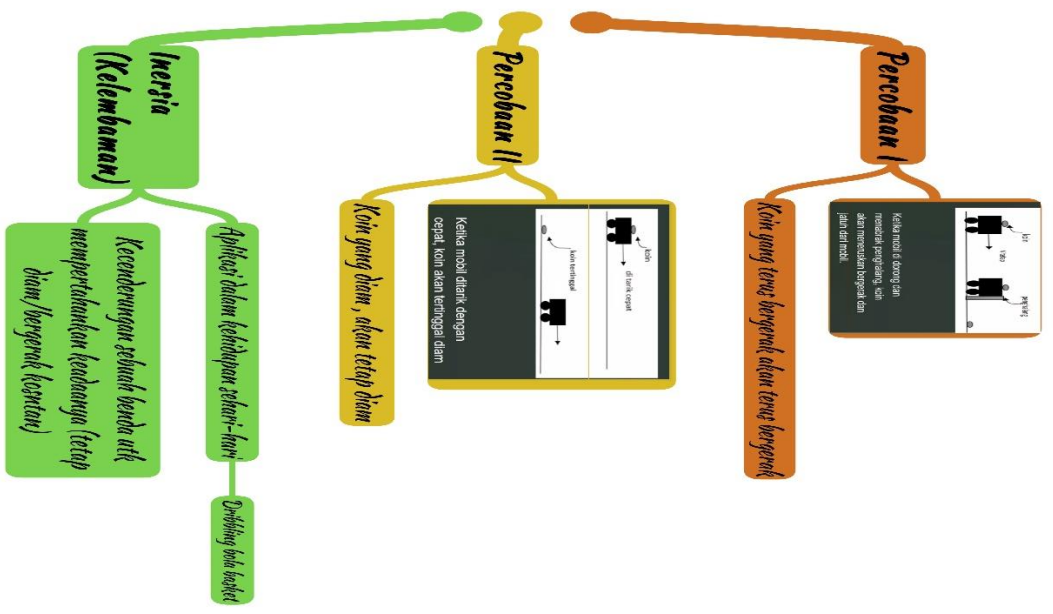 Percobaan I
koin
Ketika mobil di dorong dan
menabrak penghalang, koin
akan meneruskan bergerak dan
jatuh dari mobil.
Koin yang terus bergerak akan terus bergerak
Percobaan II
koin
di tarik cepat
koin tertinggal
Ketika mobil ditarik dengan
cepat, koin akan tertinggal diam
Koin yang diam, akan tetap diam
Inersia
(Kelembaman)
Aplikasi dalam kehidupan sehari-hari
Dribbling bola basket
Kecenderungan sebuah benda utk
mempertahankan keadaanya (tetap
diam/bergerak kosntan)